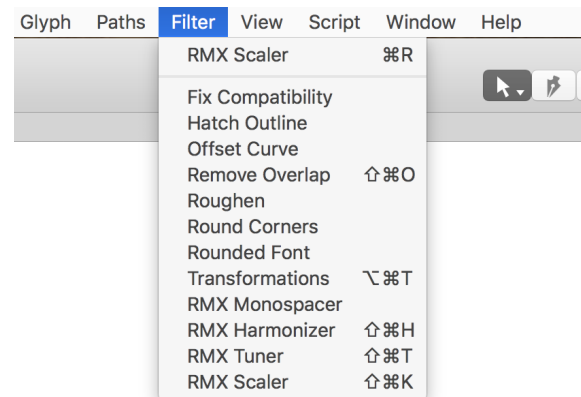 Glyph Paths Filter View Script Window Help
RMX Scaler ⌘R
Fix Compatibility
Hatch Outline
Offset Curve
Remove Overlap ⇧⌘O
Roughen
Round Corners
Rounded Font
Transformations ⌥⌘T
RMX Monospacer
RMX Harmonizer ⇧⌘H
RMX Tuner ⇧⌘T
RMX Scaler ⇧⌘K